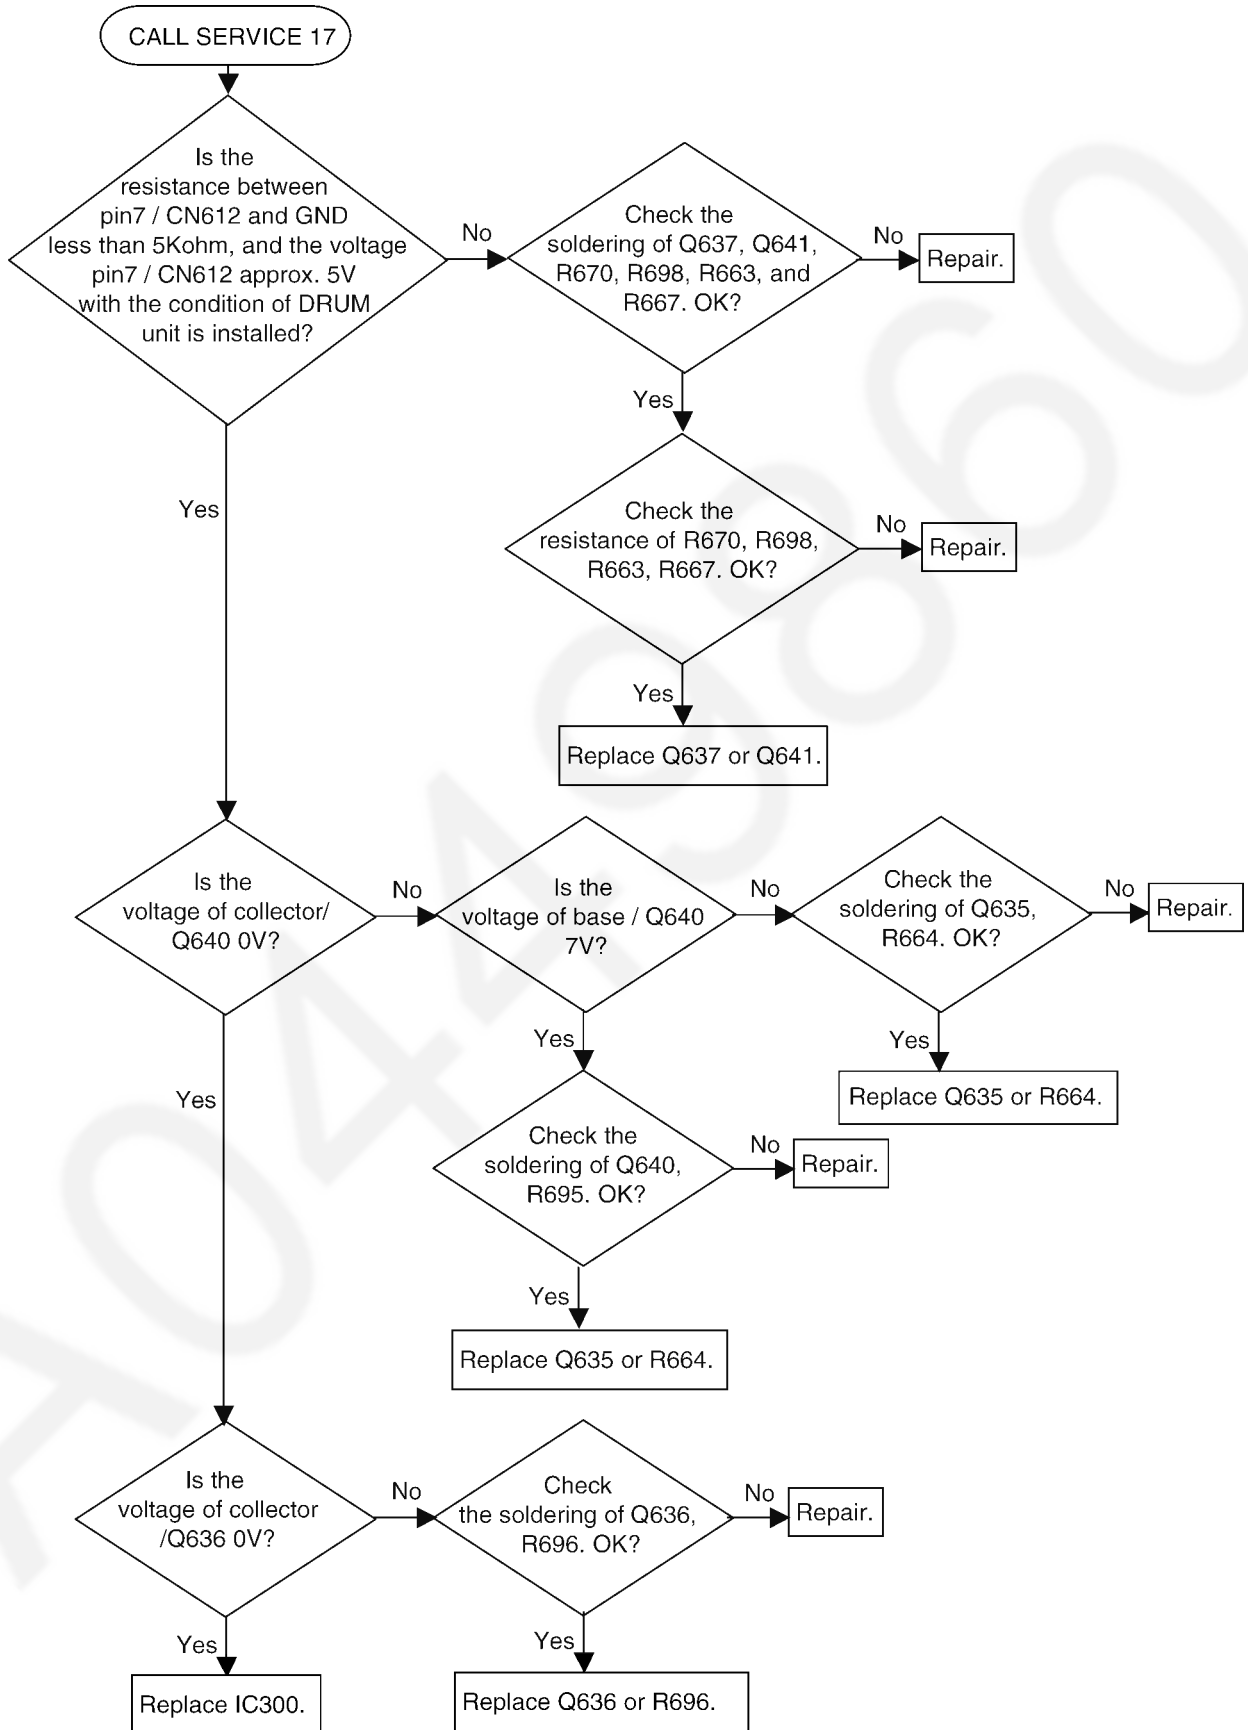 CALL SERVICE 17
Is the
resistance between
pin7 / CN612 and GND
less than 5Kohm, and the voltage
pin7 / CN612 approx. 5V
with the condition of DRUM
unit is installed?
No
Check the
soldering of Q637, Q641,
R670, R698, R663, and
R667. OK?
No
Repair.
Yes
Yes
Check the
resistance of R670, R698,
R663, R667. OK?
No
Repair.
Yes
Replace Q637 or Q641.
Is the
voltage of collector/
Q640 0V?
No
Is the
voltage of base / Q640
7V?
No
Check the
soldering of Q635,
R664. OK?
No
Repair.
Yes
Replace Q635 or R664.
Yes
Yes
Check the
soldering of Q640,
R695. OK?
No
Repair.
Yes
Replace Q635 or R664.
Is the
voltage of collector
/Q636 0V?
No
Check
the soldering of Q636,
R696. OK?
No
Repair.
Yes
Replace IC300.
Yes
Replace Q636 or R696.
A0449860